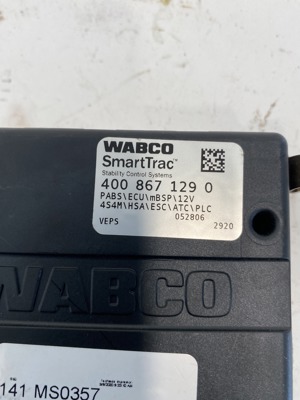 WABCO
SmartTrac™
Stability Control Systems
400 867 129 0
PABS\ECU\mBSP\12V
4S4M\HSA\ESC\ATC\PLC
052806
VEPS 2920
WABCO
141 MS0357